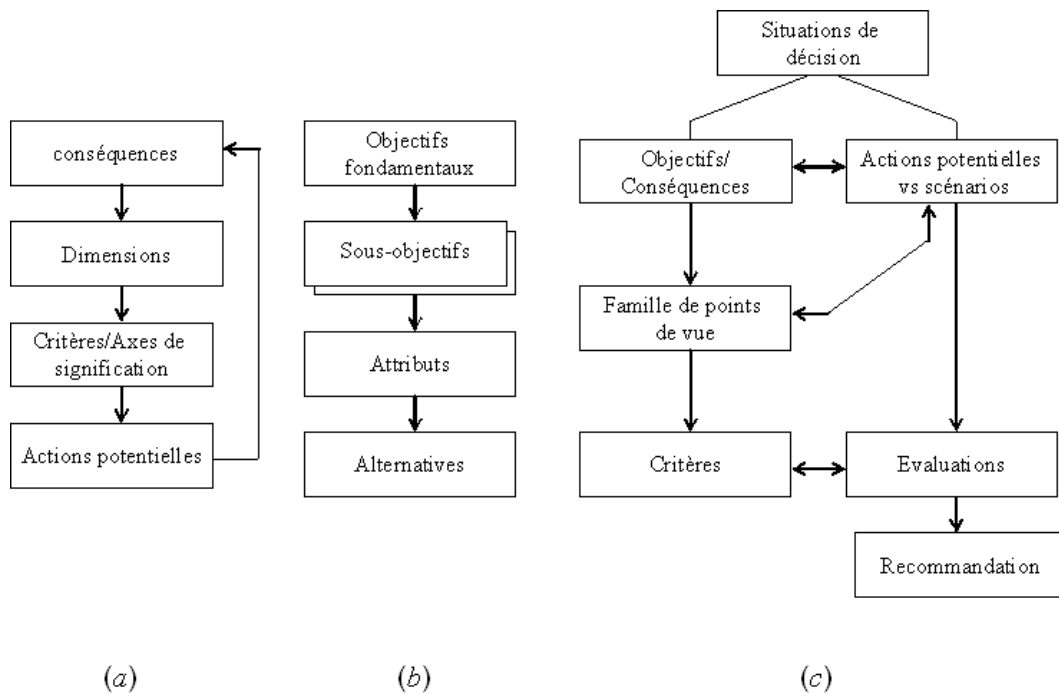 conséquences
Dimensions
Critères/Axes de
signification
Actions potentielles
(a)
Objectifs
fondamentaux
Sous-objectifs
Attributs
Alternatives
(b)
Situations de
décision
Objectifs/
Conséquences
Actions potentielles
vs scénarios
Famille de points
de vue
Critères
Evaluations
Recommandation
(c)